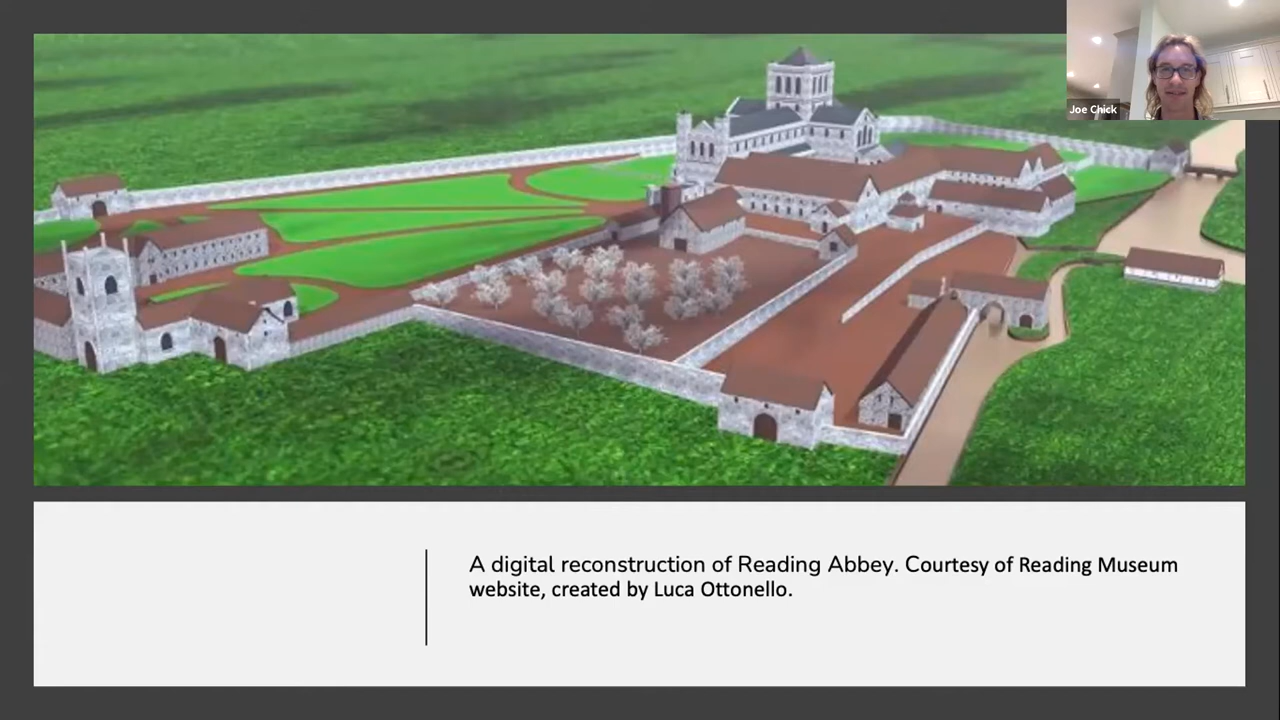 Joe Chick
A digital reconstruction of Reading Abbey. Courtesy of Reading Museum
website, created by Luca Ottonello.